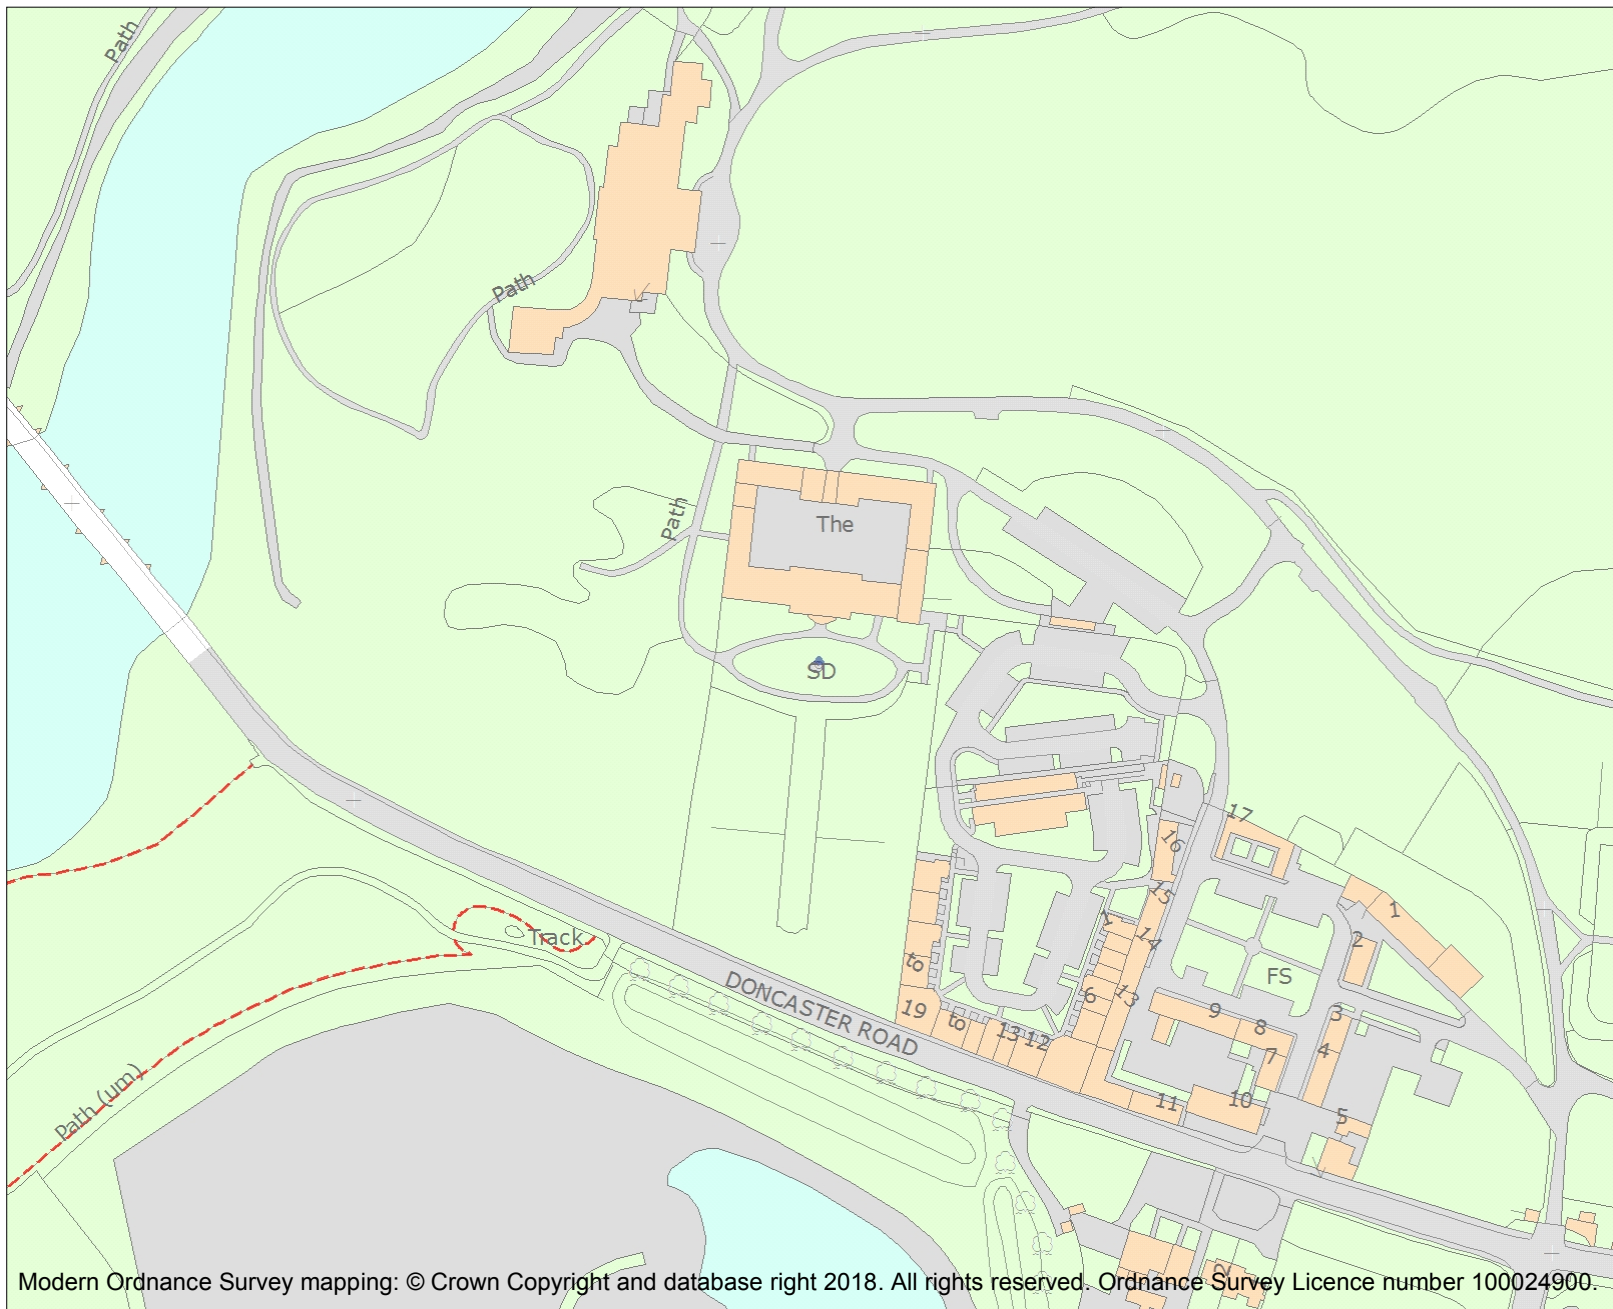 Path
Path
The
Path
SD
17
16
15
1
1
14
2
Track
to
FS
13
6
9
8
3
19
to
13
12
7
4
DONCASTER ROAD
Path (um)
11
10
5
2
Modern Ordnance Survey mapping: © Crown Copyright and database right 2018. All rights reserved. Ordnance Survey Licence number 100024900.